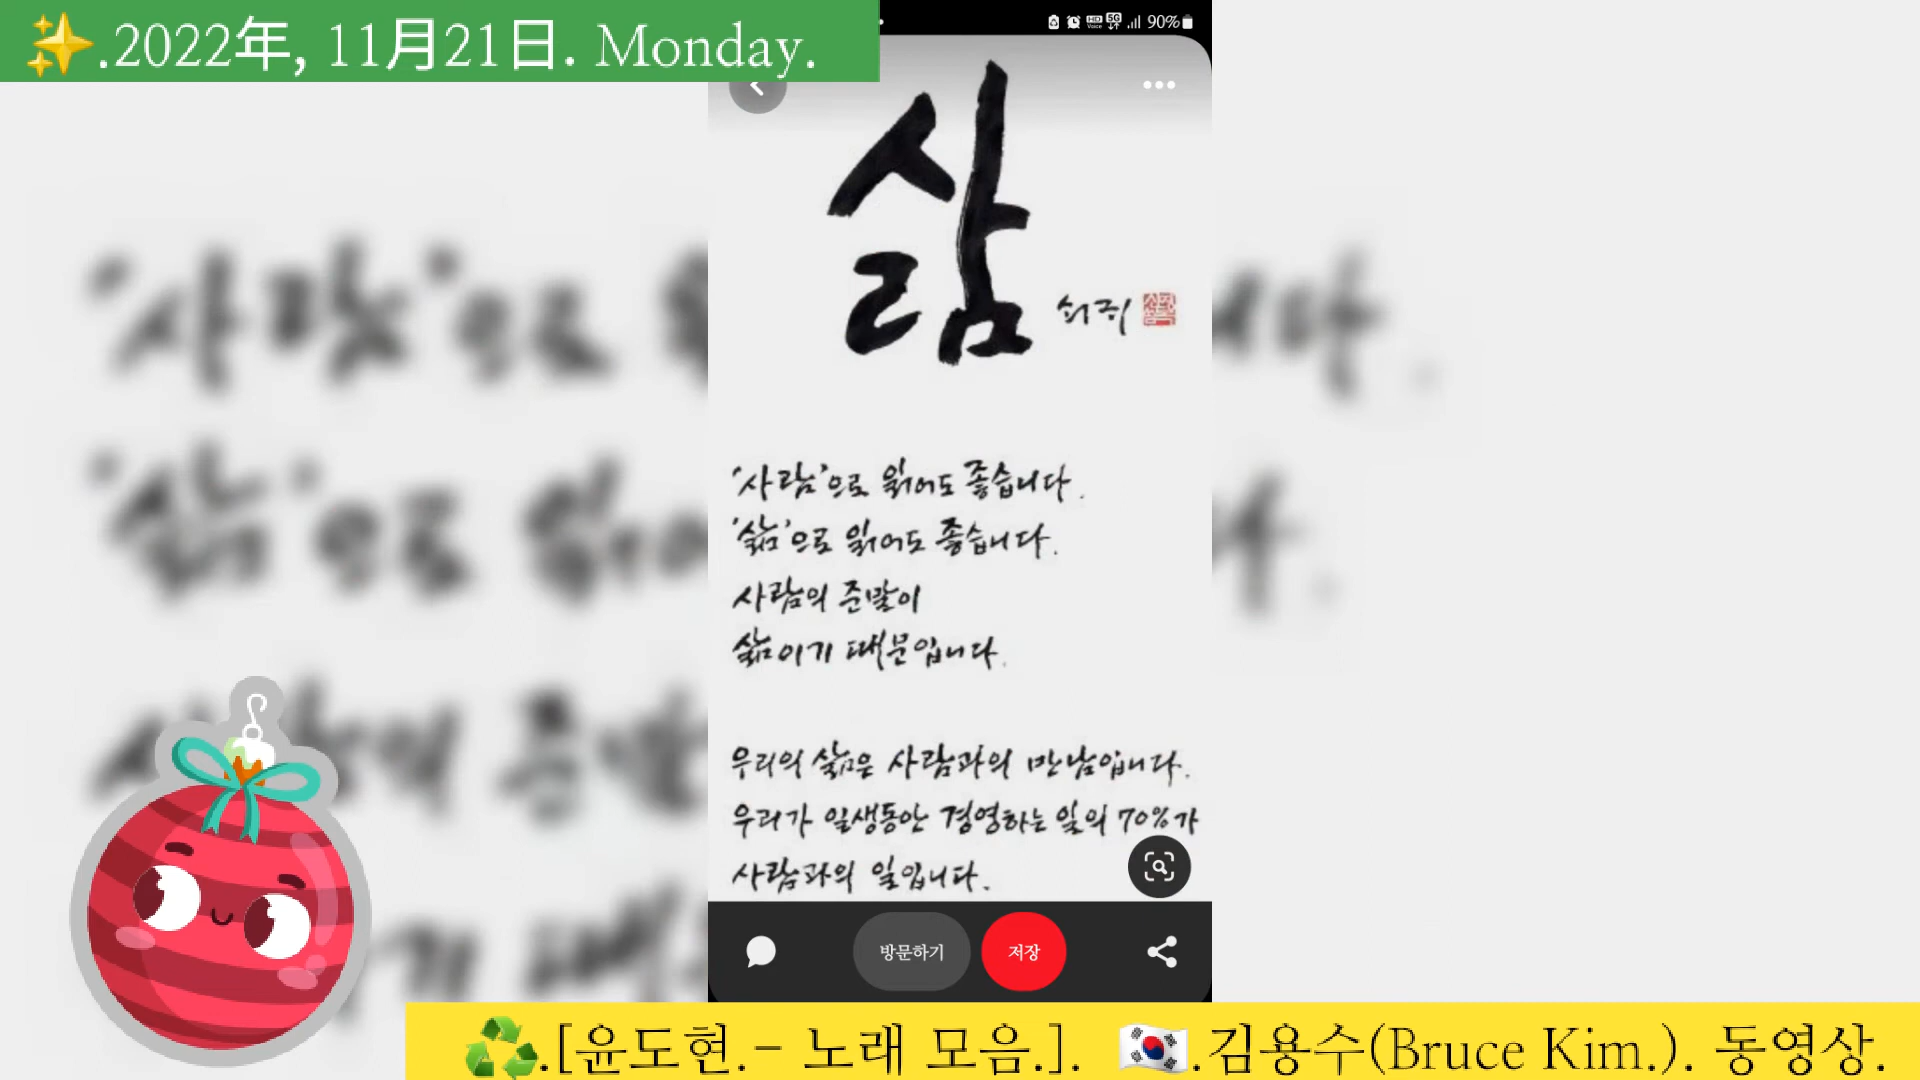 ✨.2022年, 11月21日. Monday.
HD Voice 5G 90%
삶
쇠귀
'사람'으로 읽어도 좋습니다.
'삶'으로 읽어도 좋습니다.
사람의 준말이
삶이기 때문입니다.
우리의 삶은 사람과의 만남입니다.
우리가 일생동안 경영하는 일의 70%가
사람과의 일입니다.
방문하기
저장
♻️.[윤도현.- 노래 모음.]. 🇰🇷.김용수(Bruce Kim.). 동영상.